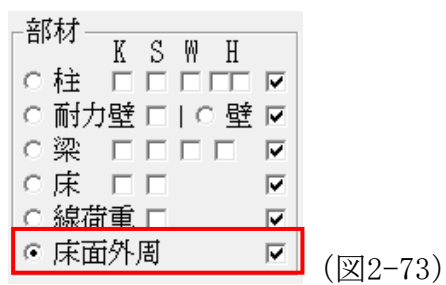 部材
K S W H
柱
耐力壁 | 壁
梁
床
線荷重
床面外周
(図2-73)